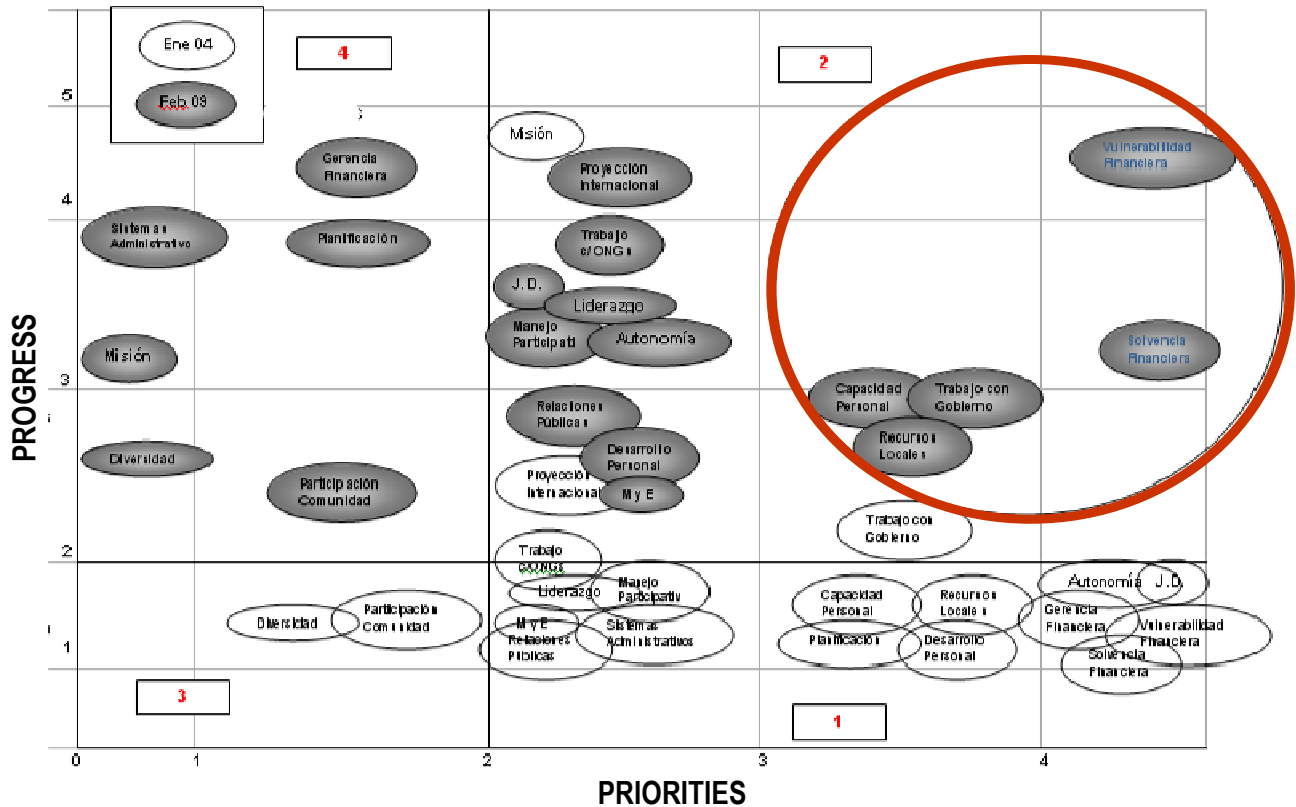 Ene 04
4
2
Feb 09
5
Misión
Gerencia
Financiera
Proyección
Internacional
Vulnerabilidad
Financiera
4
Sistemas
Administrativo
Planificación
Trabajo
c/ONGs
J.D.
Liderazgo
Manejo
Participati
Autonomía
Misión
Solvencia
Financiera
3
Capacidad
Personal
Trabajo con
Gobierno
Relaciones
Públicas
Recursos
Locales
Desarrollo
Personal
Diversidad
Proyección
Internacional
M y E
Participación
Comunidad
Trabajo con
Gobierno
2
Trabajo
c/ONGs
Liderazgo
Manejo
Participativ
Capacidad
Personal
Recursos
Locales
Autonomía
J.D.
Diversidad
Participación
Comunidad
M y E
Relaciones
Públicas
Sistemas
Administrativos
Planificación
Desarrollo
Personal
Gerencia
Financiera
Vulnerabilidad
Financiera
Solvencia
Financiera
1
3
1
0
1
2
3
4
PROGRESS
PRIORITIES